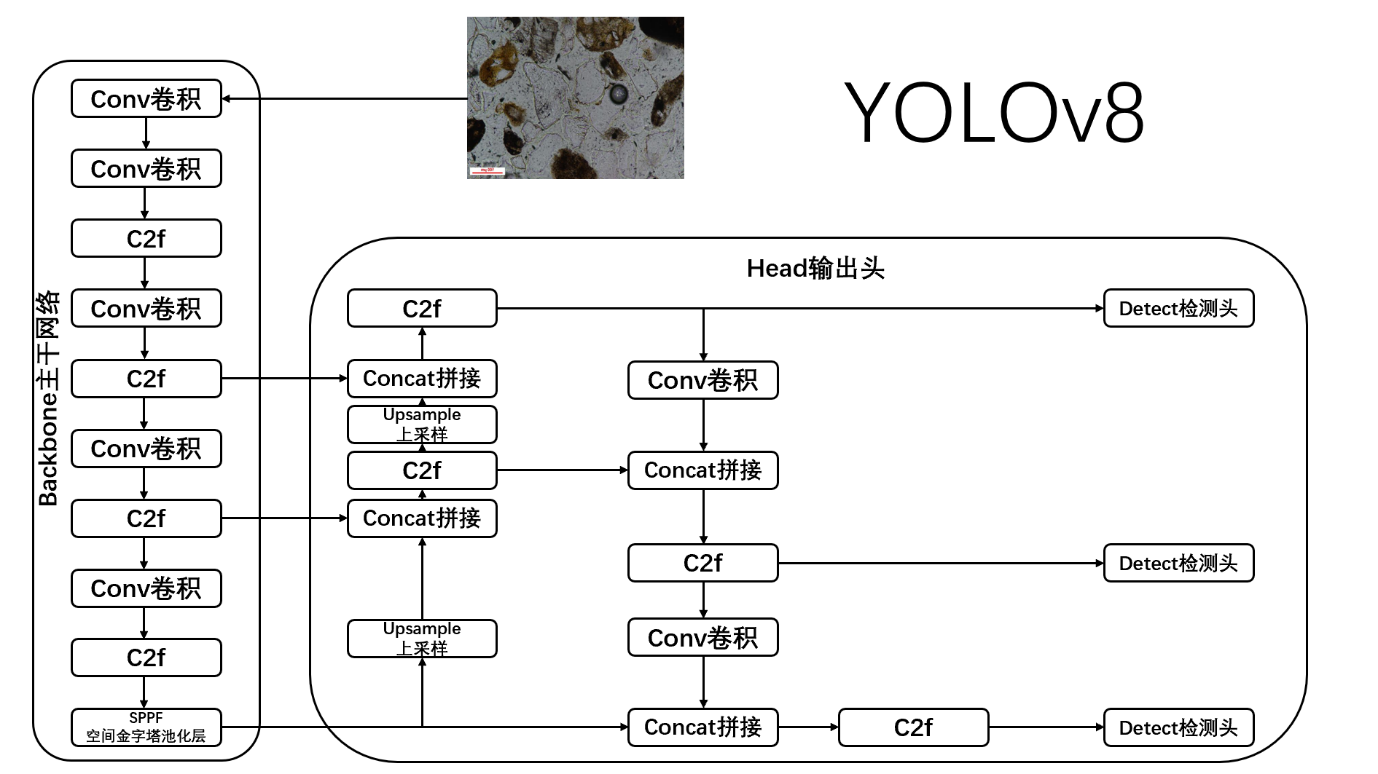 YOLOv8
Backbone主干网络
Conv卷积
Conv卷积
C2f
Conv卷积
C2f
Conv卷积
C2f
Conv卷积
C2f
SPPF
空间金字塔池化层
Head输出头
C2f
Concat拼接
Upsample
上采样
C2f
Concat拼接
Upsample
上采样
Conv卷积
Concat拼接
C2f
Conv卷积
Concat拼接
C2f
Detect检测头
Detect检测头
Detect检测头